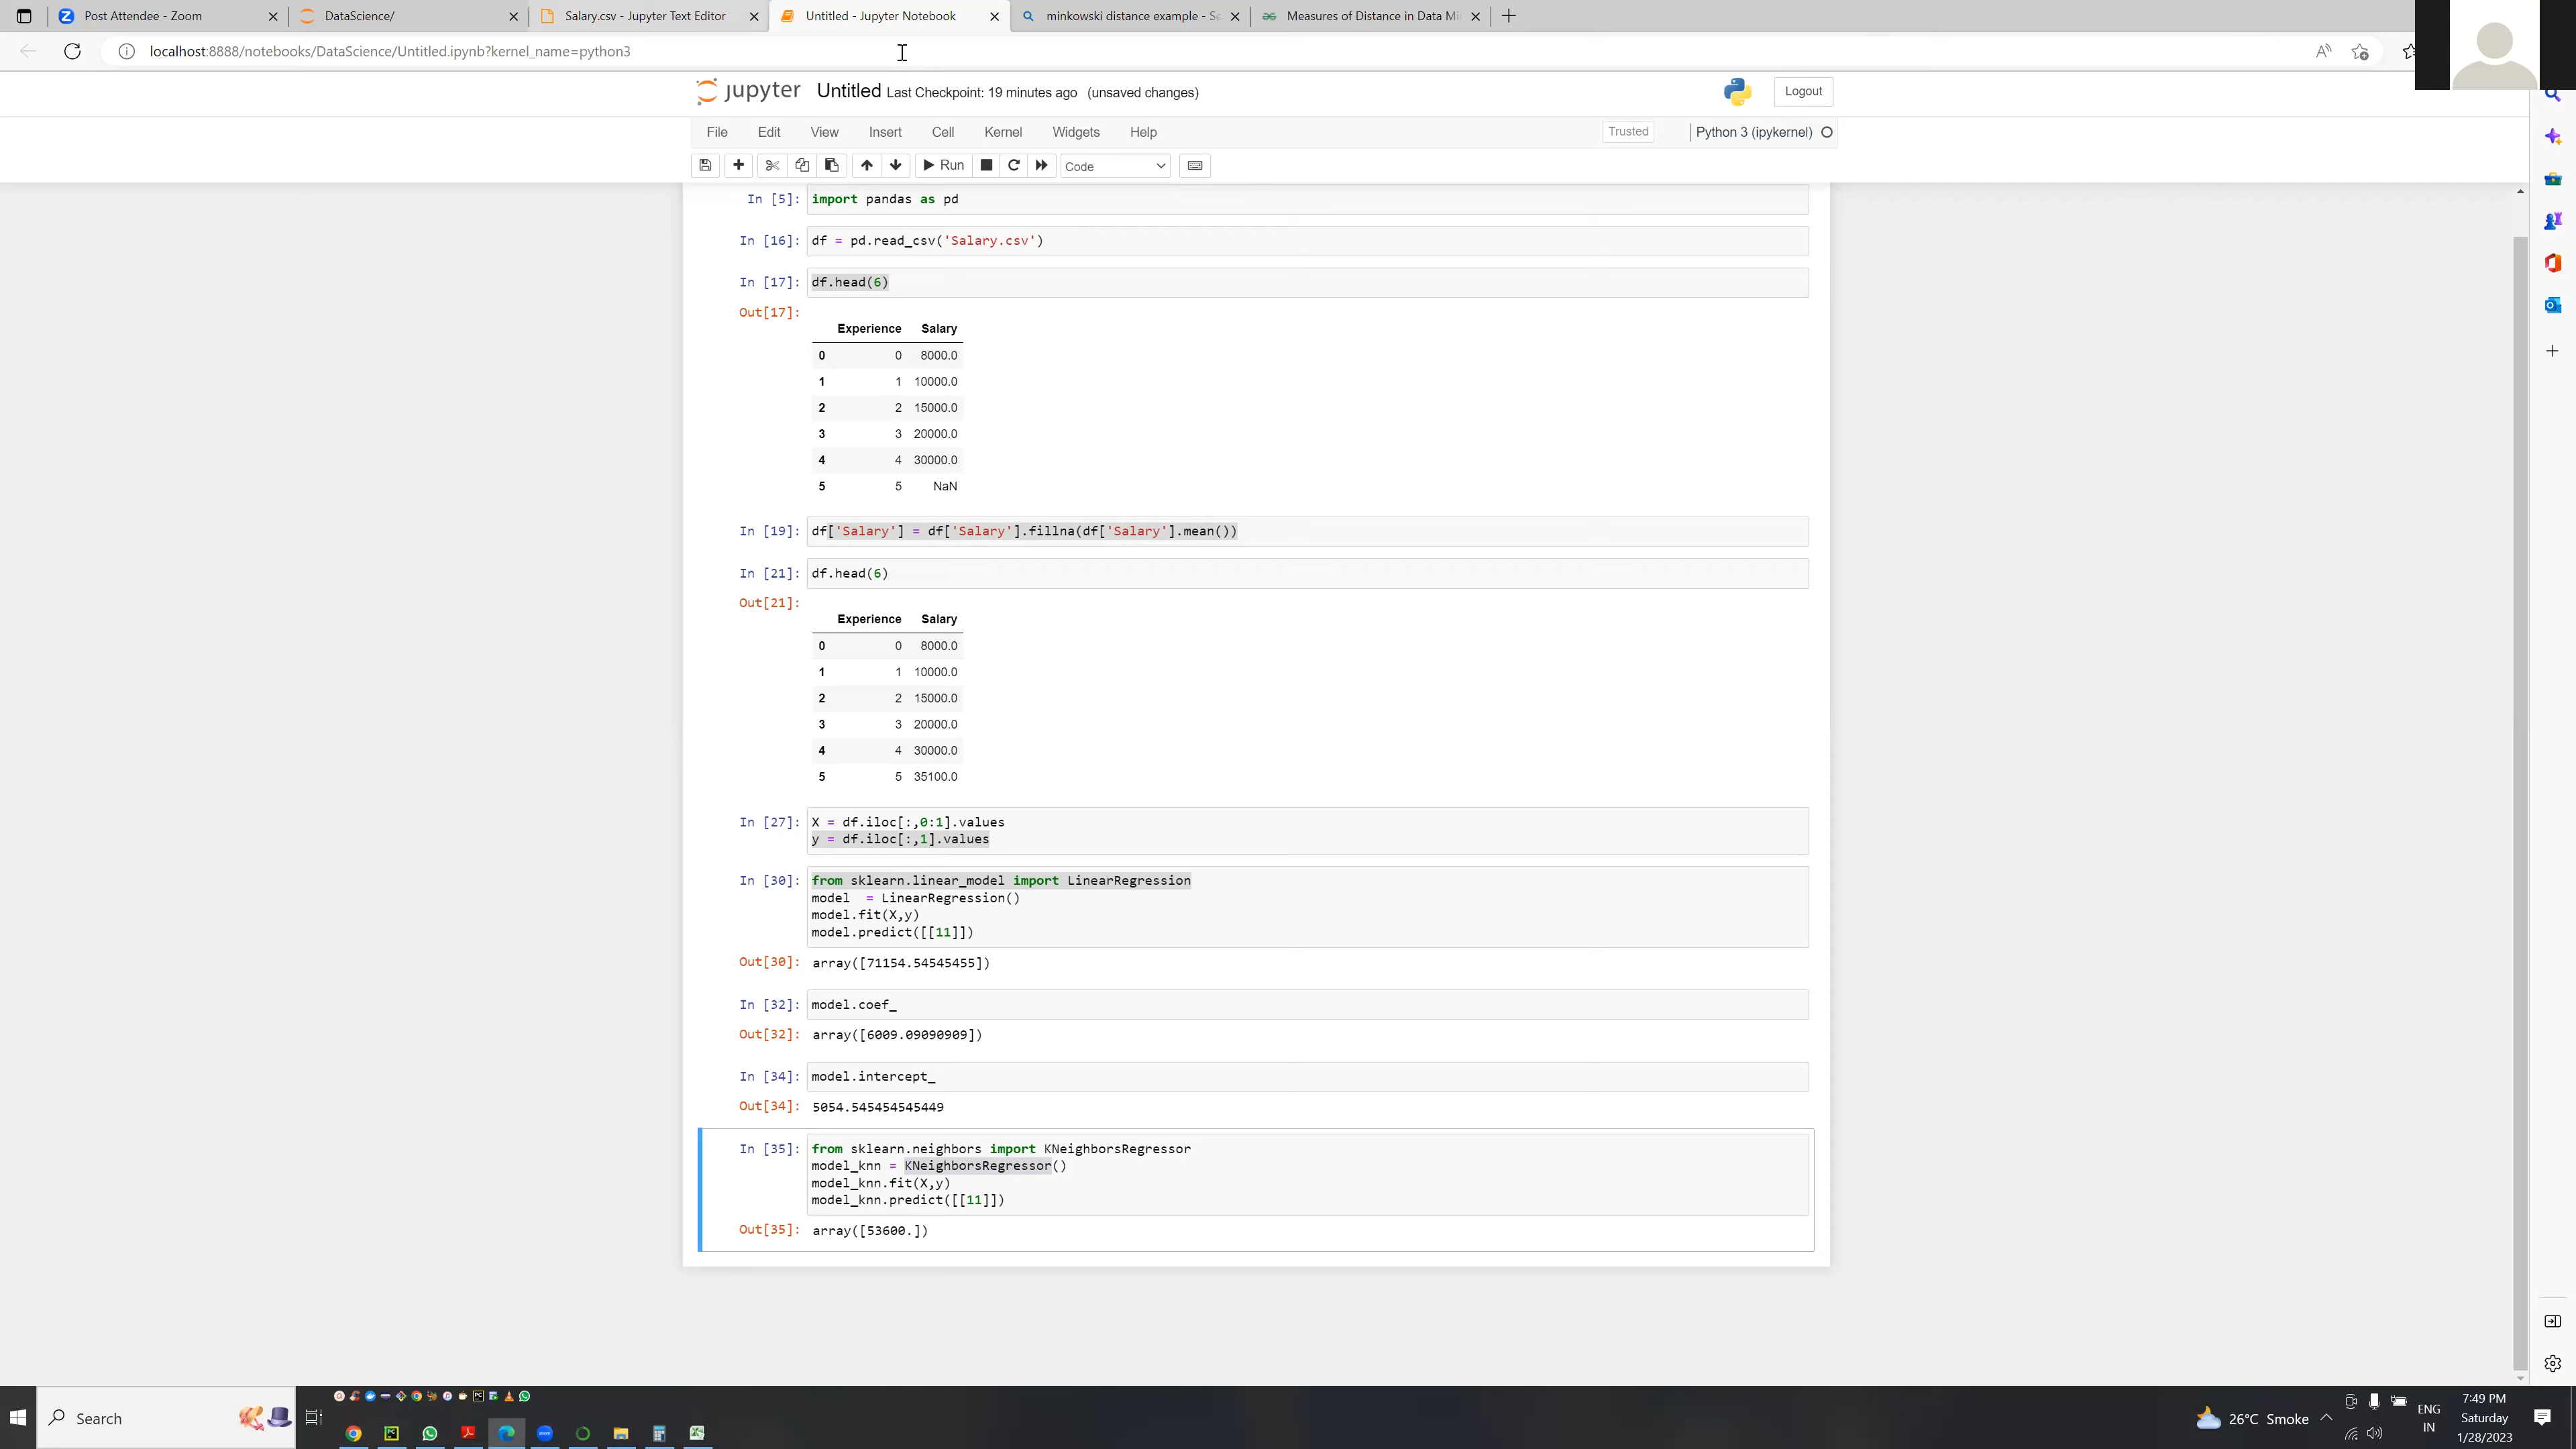 Post Attendee - Zoom
DataScience/
Salary.csv - Jupyter Text Editor
Untitled - Jupyter Notebook
minkowski distance example - Se
Measures of Distance in Data Mi
localhost:8888/notebooks/DataScience/Untitled.ipynb?kernel_name=python3
jupyter Untitled Last Checkpoint: 19 minutes ago (unsaved changes)
Logout
File Edit View Insert Cell Kernel Widgets Help
Trusted
Python 3 (ipykernel)
Run
Code
In [5]: import pandas as pd
In [16]: df = pd.read_csv('Salary.csv')
In [17]: df.head(6)
Out[17]:
Experience Salary
0 0 8000.0
1 1 10000.0
2 2 15000.0
3 3 20000.0
4 4 30000.0
5 5 NaN
In [19]: df['Salary'] = df['Salary'].fillna(df['Salary'].mean())
In [21]: df.head(6)
Out[21]:
Experience Salary
0 0 8000.0
1 1 10000.0
2 2 15000.0
3 3 20000.0
4 4 30000.0
5 5 35100.0
In [27]: X = df.iloc[:,0:1].values
y = df.iloc[:,1].values
In [30]: from sklearn.linear_model import LinearRegression
model  = LinearRegression()
model.fit(X,y)
model.predict([[11]])
Out[30]: array([71154.54545455])
In [32]: model.coef_
Out[32]: array([6009.09090909])
In [34]: model.intercept_
Out[34]: 5054.545454545449
In [35]: from sklearn.neighbors import KNeighborsRegressor
model_knn = KNeighborsRegressor()
model_knn.fit(X,y)
model_knn.predict([[11]])
Out[35]: array([53600.])
Search
26°C Smoke
ENG
IN
7:49 PM
Saturday
1/28/2023